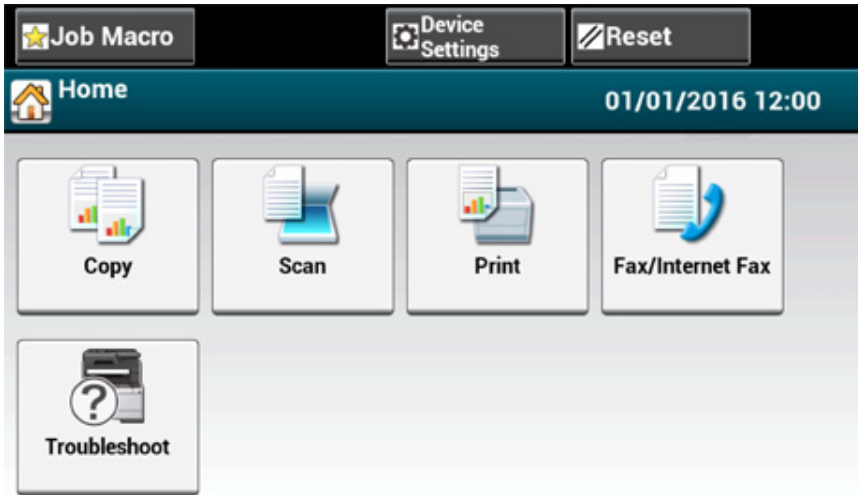 Job Macro
Device
Settings
Reset
Home
01/01/2016 12:00
Copy
Scan
Print
Fax/Internet Fax
?
Troubleshoot